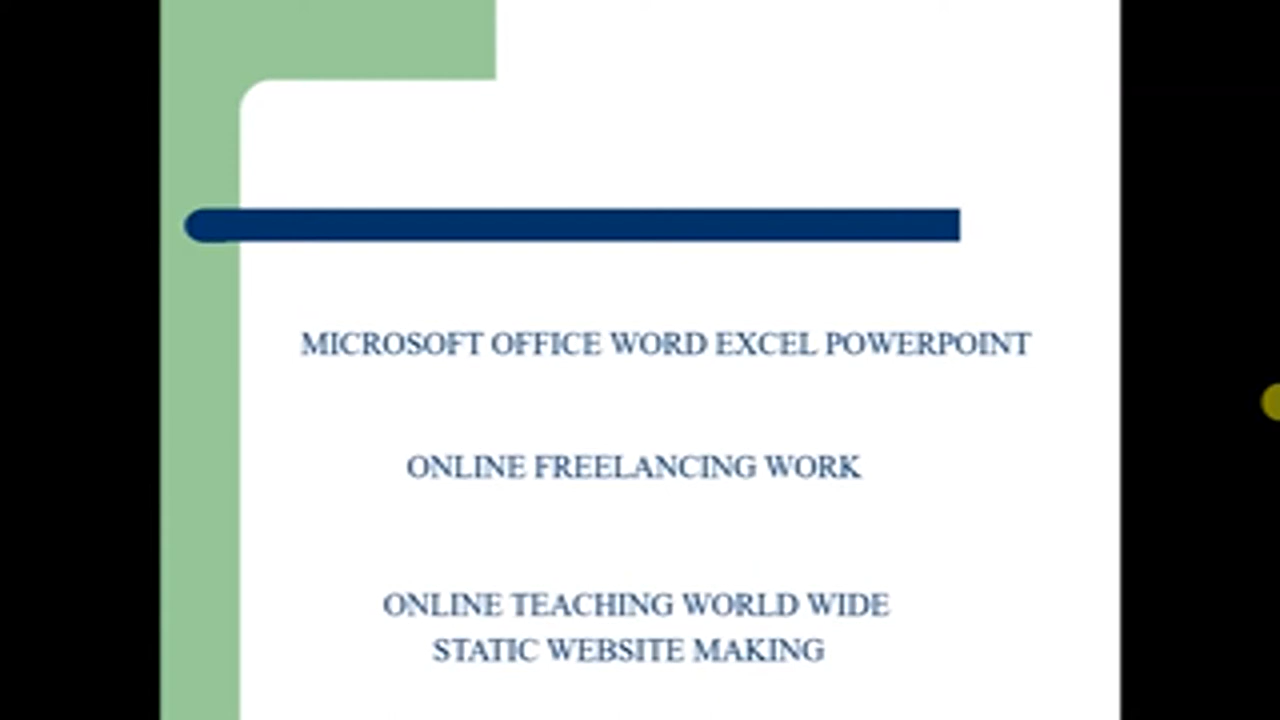 MICROSOFT OFFICE WORD EXCEL POWERPOINT
ONLINE FREELANCING WORK
ONLINE TEACHING WORLD WIDE
STATIC WEBSITE MAKING